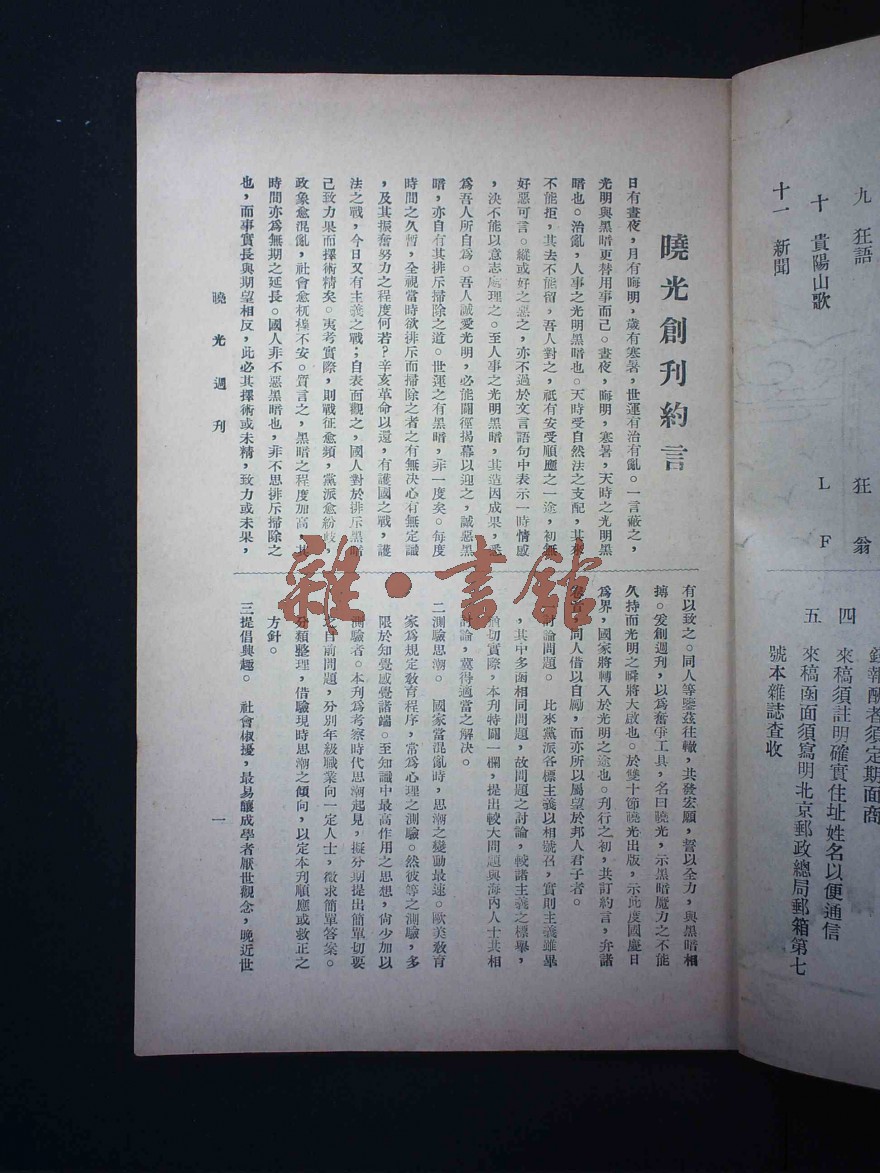 九　狂語　狂翁
十　貴陽山歌　L F
十一　新聞
酬者須定期面商
四　來稿須註明確實住址姓名以便通信
五　來稿函面須寫明北京郵政總局郵箱第七
號本雜誌查收
曉光創刊約言
日有晝夜，月有晦明，歲有寒暑，世運有治有亂。一言蔽之，
光明與黑暗更替用事而已。晝夜，晦明，寒暑，天時之光明黑
暗也。治亂，人事之光明黑暗也。天時受自然法之支配，其來
不能拒，其去不能留，吾人對之，祇有安受順應之一途，初無
好惡可言。縱或好之惡之，亦不過於文言語句中表示一時情感
，決不能以意志處理之。至人事之光明黑暗，其造因成果，悉
爲吾人所自爲。吾人誠愛光明，必能闢徑揭幕以迎之，誠惡黑
暗，亦自有其排斥掃除之道。世運之有黑暗，非一度矣。每度
時間之久暫，全視當時欲排斥而掃除之者之有無決心有無定識
，及其振奮努力之程度何若？辛亥革命以還，有護國之戰，護
法之戰，今日又有主義之戰；自表面觀之，國人對於排斥黑暗
己致力果而擇術精矣。夷考實際，則戰征愈頻，黨派愈紛歧，
政象愈混亂，社會愈杌隉不安。質言之，黑暗之程度加高，其
時間亦爲無期之延長。國人非不惡黑暗也，非不思排斥掃除之
也，而事實長與期望相反，此必其擇術或未精，致力或未果，
有以致之。同人等鑒茲往轍，共發宏願，誓以全力，與黑暗相
搏。爰創週刊，以爲奮爭工具，名曰曉光，示黑暗魔力之不能
久持而光明之瞬將大啟也。於雙十節曉光出版，示此度國慶日
爲界，國家將轉入於光明之途也。刊行之初，共訂約言，弁諸
卷首，同人借以自勵，而亦所以屬望於邦人君子者。
討論問題。　比來黨派各標主義以相號召，實則主義雖畢
，其中多函相同問題，故問題之討論，較諸主義之標舉，
切實際，本刊特闢一欄，提出較大問題與海內人士共相
討論，冀得適當之解決。
二測驗思潮。　國家當混亂時，思潮之變動最速。歐美教育
家爲規定教育程序，常爲心理之測驗。然彼等之測驗，多
限於知覺感覺諸端。至知識中最高作用之思想，尙少加以
測驗者。本刊爲考察時代思潮起見，擬分期提出簡單切要
之目前問題，分別年級職業向一定人士，徵求簡單答案。
分類整理，借驗現時思潮之傾向，以定本刊順應或救正之
方針。
三提倡興趣。　社會俶擾，最易釀成學者厭世觀念，晚近世
曉光週刊　一
雜·書館